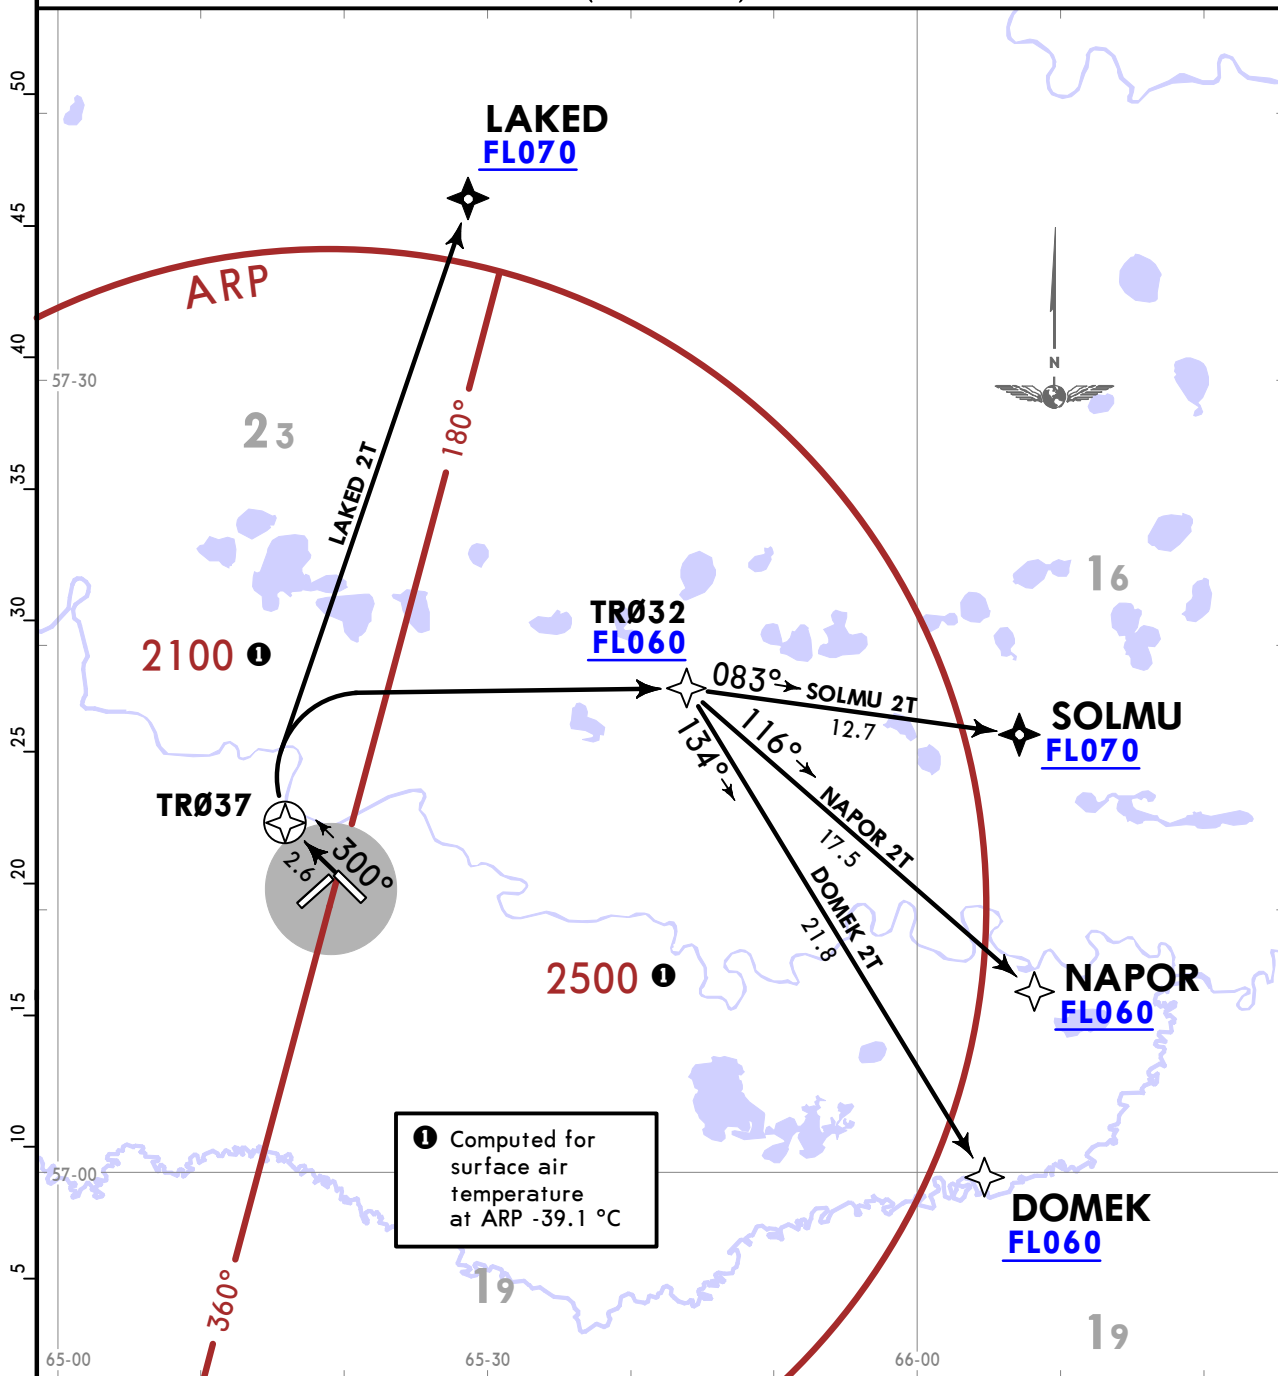 50
45
40
35
30
25
20
15
10
5
LAKED
FL070
ARP
57-30
N
23
180°
LAKED 2T
16
TRØ32
FL060
2100 ❶
083°
SOLMU 2T
12.7
SOLMU
FL070
116°
NAPOR 2T
17.5
134°
DOMEK 2T
21.8
TRØ37
300°
2.6
2500 ❶
NAPOR
FL060
❶ Computed for
surface air
temperature
at ARP -39.1 °C
57-00
DOMEK
FL060
360°
19
19
65-00
65-30
66-00